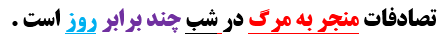 تصادفات منجر به مرگ در شب چند برابر روز است .